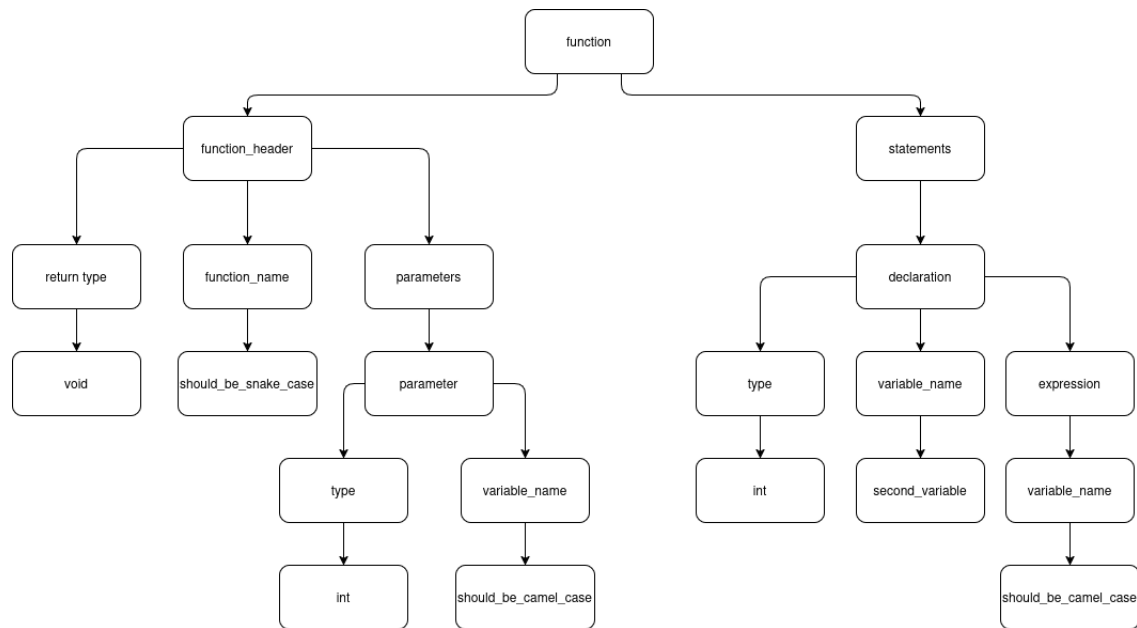 function
function_header
statements
return type
function_name
parameters
declaration
void
should_be_snake_case
parameter
type
variable_name
expression
type
variable_name
int
second_variable
variable_name
int
should_be_camel_case
should_be_camel_case